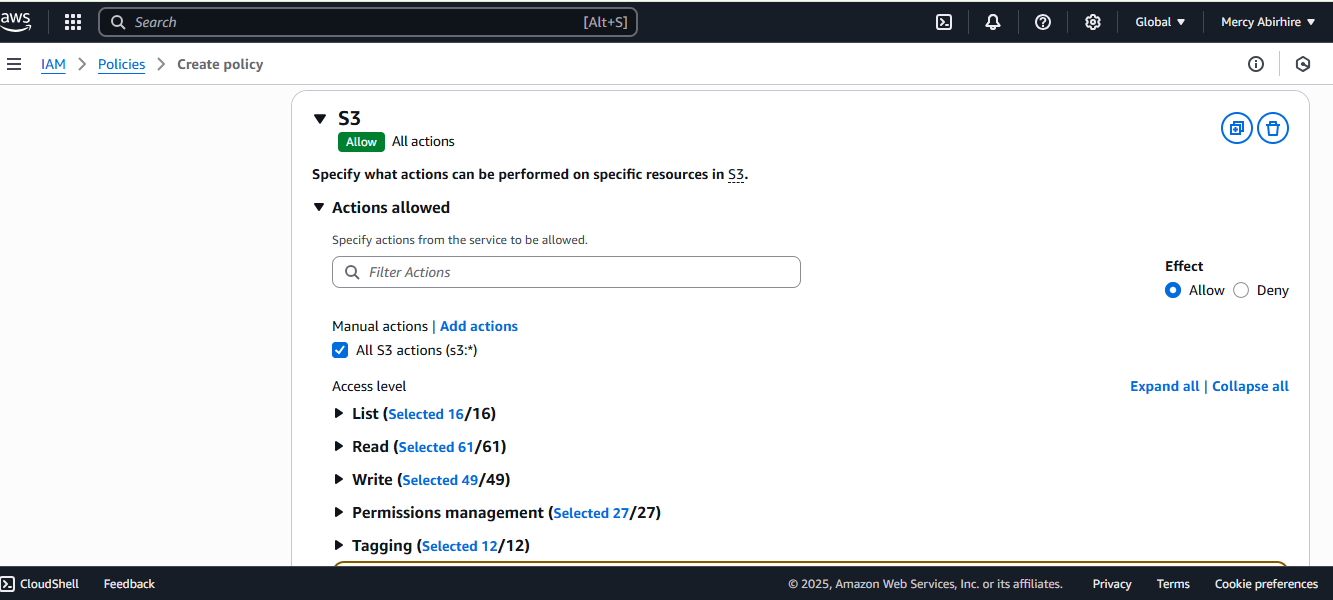 aws Search [Alt+S] Global Mercy Abirhire
IAM Policies Create policy
S3
Allow All actions
Specify what actions can be performed on specific resources in S3.
Actions allowed
Specify actions from the service to be allowed.
Filter Actions
Effect
Allow Deny
Manual actions | Add actions
All S3 actions (s3:*)
Access level Expand all | Collapse all
List (Selected 16/16)
Read (Selected 61/61)
Write (Selected 49/49)
Permissions management (Selected 27/27)
Tagging (Selected 12/12)
CloudShell Feedback © 2025, Amazon Web Services, Inc. or its affiliates. Privacy Terms Cookie preferences